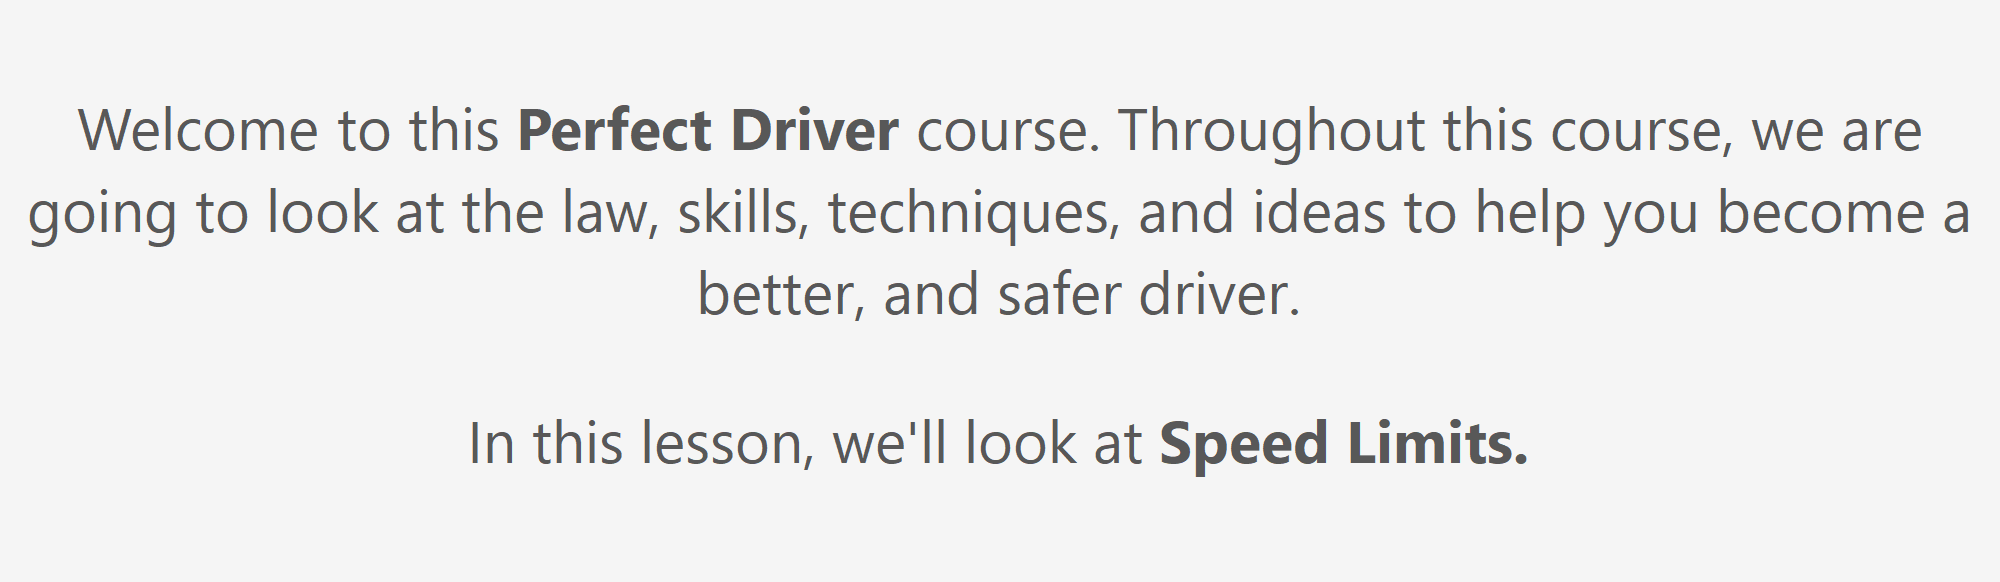 Welcome to this Perfect Driver course. Throughout this course, we are
going to look at the law, skills, techniques, and ideas to help you become a
better, and safer driver.
In this lesson, we'll look at Speed Limits.